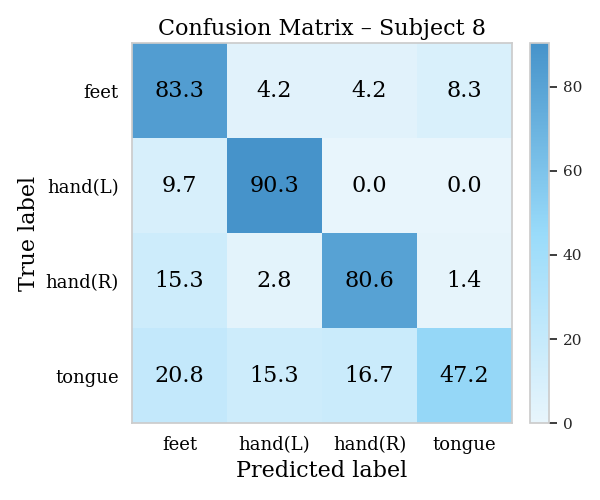 Confusion Matrix – Subject 8
feet 83.3 4.2 4.2 8.3
hand(L) 9.7 90.3 0.0 0.0
hand(R) 15.3 2.8 80.6 1.4
tongue 20.8 15.3 16.7 47.2
feet hand(L) hand(R) tongue
Predicted label
True label
80
60
40
20
0